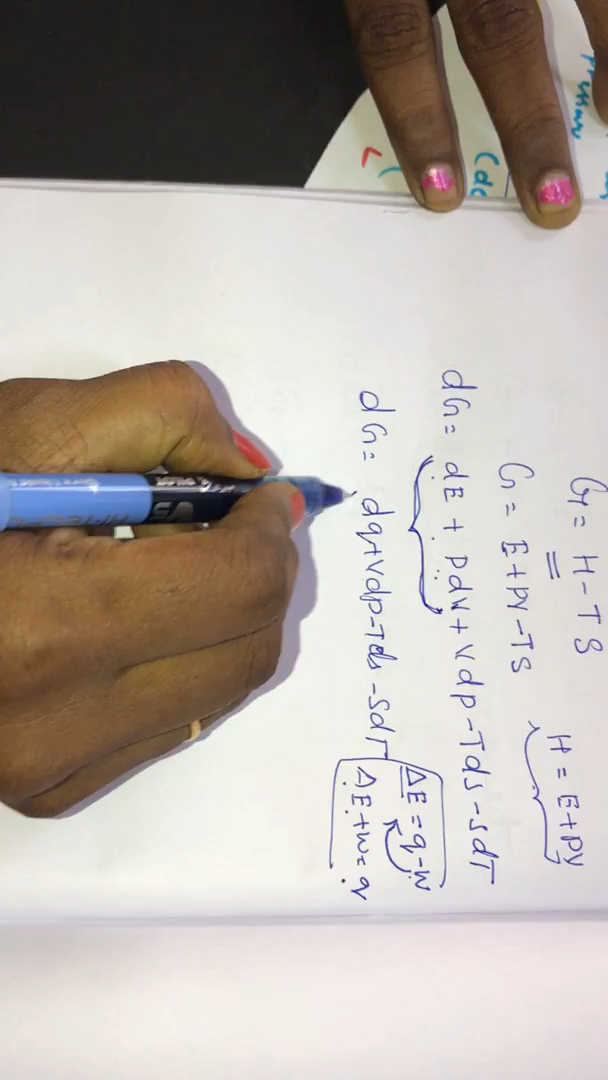 G = H - TS
H = E + PV
G = E + PV - TS
dG = dE + PdV + Vdp - Tds - sdT
ΔE = q - w
dG = dq + Vdp - Tds - SdT
ΔE + w = q